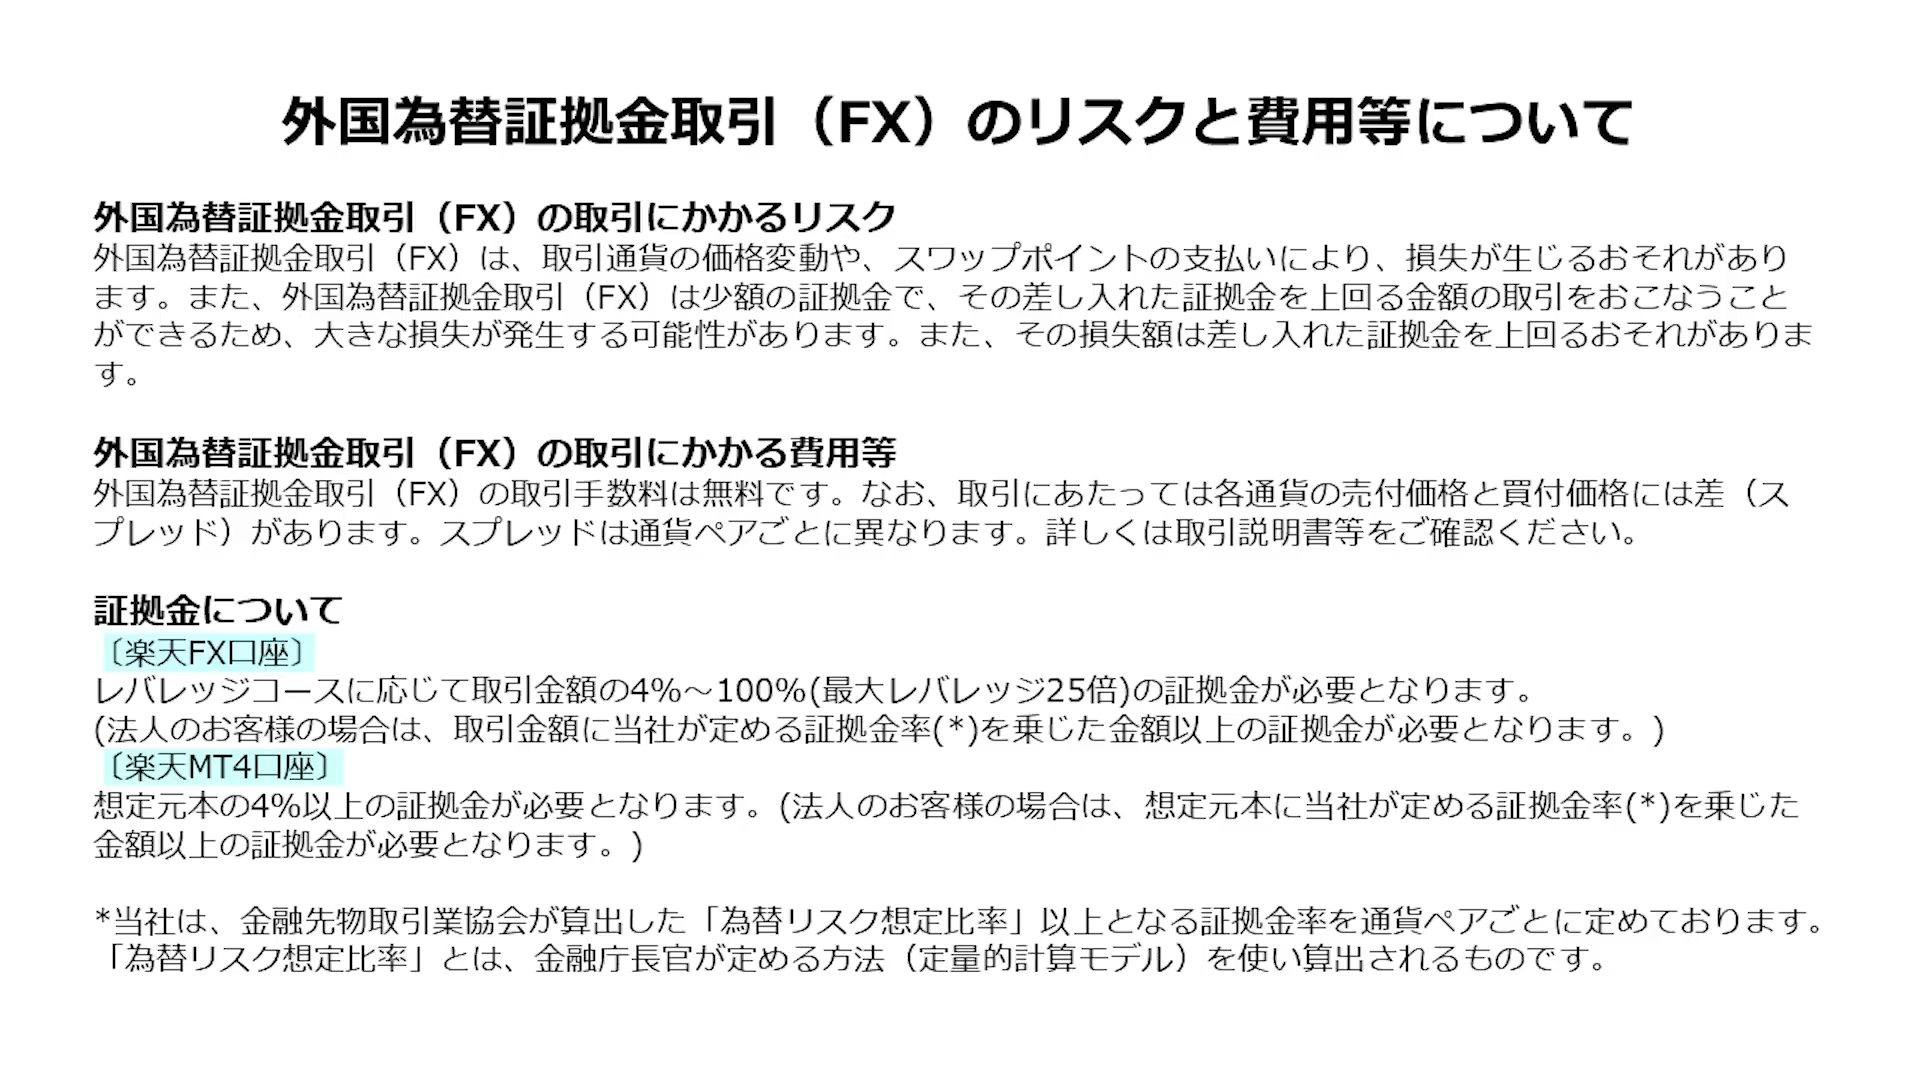 外国為替証拠金取引（FX）のリスクと費用等について
外国為替証拠金取引（FX）の取引にかかるリスク
外国為替証拠金取引（FX）は、取引通貨の価格変動や、スワップポイントの支払いにより、損失が生じるおそれがあり
ます。また、外国為替証拠金取引（FX）は少額の証拠金で、その差し入れた証拠金を上回る金額の取引をおこなうこと
ができるため、大きな損失が発生する可能性があります。また、その損失額は差し入れた証拠金を上回るおそれがありま
す。
外国為替証拠金取引（FX）の取引にかかる費用等
外国為替証拠金取引（FX）の取引手数料は無料です。なお、取引にあたっては各通貨の売付価格と買付価格には差（ス
プレッド）があります。スプレッドは通貨ペアごとに異なります。詳しくは取引説明書等をご確認ください。
証拠金について
〔楽天FX口座〕
レバレッジコースに応じて取引金額の4%～100%(最大レバレッジ25倍)の証拠金が必要となります。
(法人のお客様の場合は、取引金額に当社が定める証拠金率(*)を乗じた金額以上の証拠金が必要となります。)
〔楽天MT4口座〕
想定元本の4%以上の証拠金が必要となります。(法人のお客様の場合は、想定元本に当社が定める証拠金率(*)を乗じた
金額以上の証拠金が必要となります。)
*当社は、金融先物取引業協会が算出した「為替リスク想定比率」以上となる証拠金率を通貨ペアごとに定めております。
「為替リスク想定比率」とは、金融庁長官が定める方法（定量的計算モデル）を使い算出されるものです。